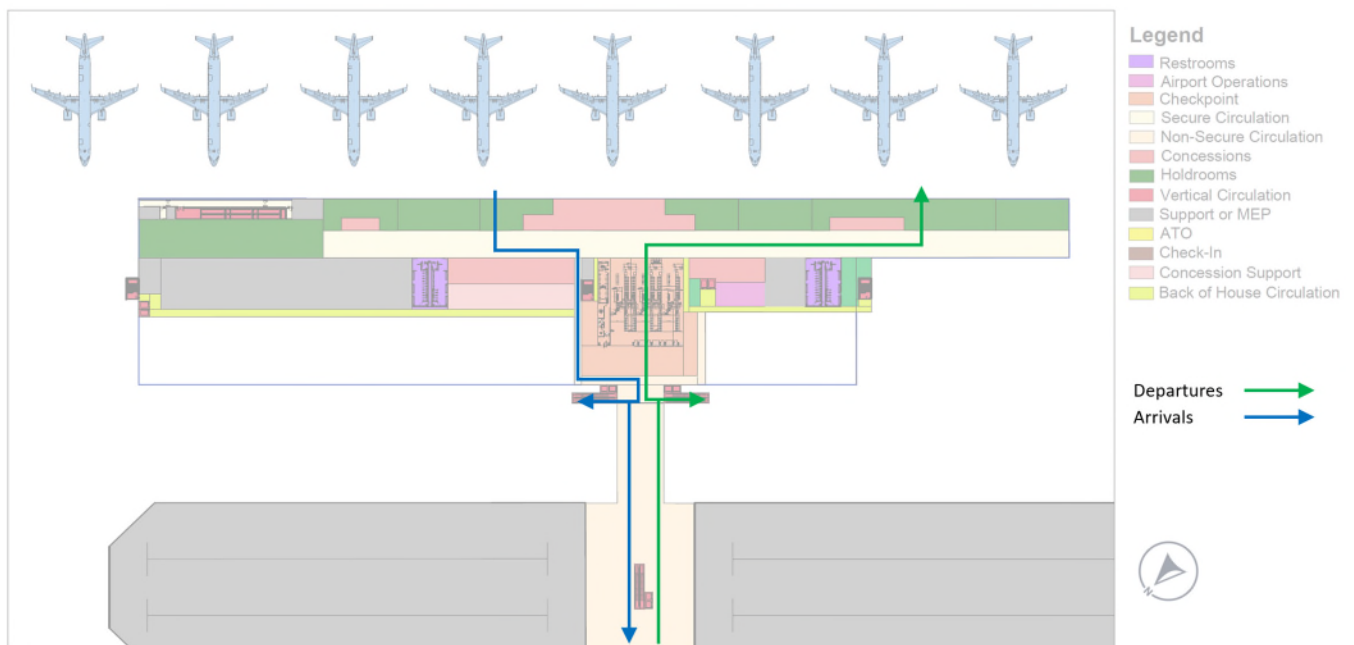 Legend
Restrooms
Airport Operations
Checkpoint
Secure Circulation
Non-Secure Circulation
Concessions
Holdrooms
Vertical Circulation
Support or MEP
ATO
Check-In
Concession Support
Back of House Circulation
Departures
Arrivals
N